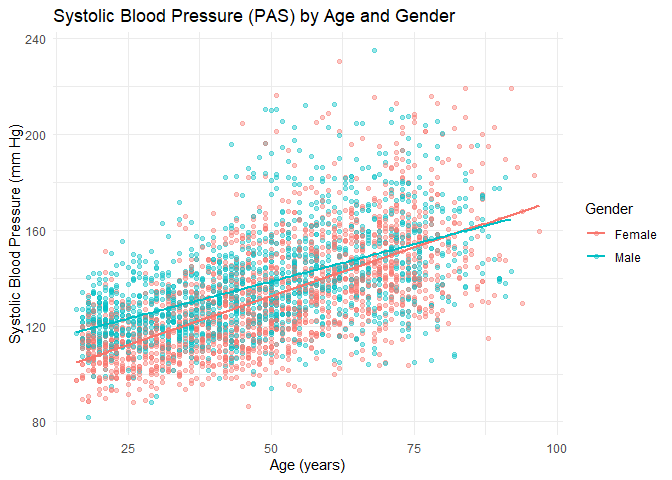 Systolic Blood Pressure (PAS) by Age and Gender
Systolic Blood Pressure (mm Hg)
240
200
160
120
80
25
50
75
100
Age (years)
Gender
Female
Male